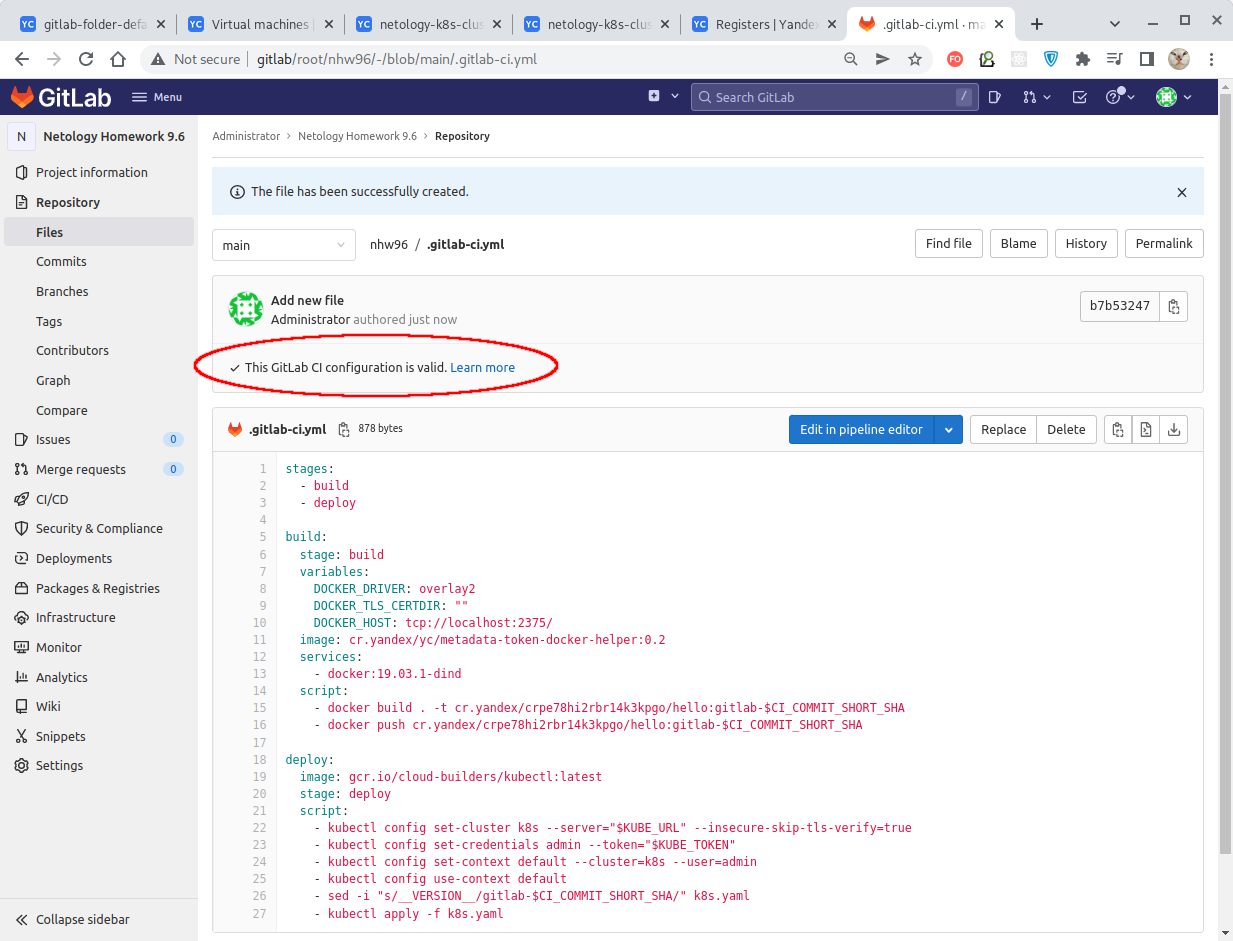 gitlab-folder-defa
Virtual machines |
netology-k8s-clus
netology-k8s-clus
Registers | Yandex
.gitlab-ci.yml · ma
Not secure gitlab/root/nhw96/-/blob/main/.gitlab-ci.yml
GitLab Menu Search GitLab /
N Netology Homework 9.6
Project information
Repository
Files
Commits
Branches
Tags
Contributors
Graph
Compare
Issues 0
Merge requests 0
CI/CD
Security & Compliance
Deployments
Packages & Registries
Infrastructure
Monitor
Analytics
Wiki
Snippets
Settings
Collapse sidebar
Administrator > Netology Homework 9.6 > Repository
The file has been successfully created.
main nhw96 / .gitlab-ci.yml Find file Blame History Permalink
Add new file
Administrator authored just now
b7b53247
This GitLab CI configuration is valid. Learn more
.gitlab-ci.yml 878 bytes Edit in pipeline editor Replace Delete
1 stages:
2 - build
3 - deploy
4
5 build:
6 stage: build
7 variables:
8 DOCKER_DRIVER: overlay2
9 DOCKER_TLS_CERTDIR: ""
10 DOCKER_HOST: tcp://localhost:2375/
11 image: cr.yandex/yc/metadata-token-docker-helper:0.2
12 services:
13 - docker:19.03.1-dind
14 script:
15 - docker build . -t cr.yandex/crpe78hi2rbr14k3kpgo/hello:gitlab-$CI_COMMIT_SHORT_SHA
16 - docker push cr.yandex/crpe78hi2rbr14k3kpgo/hello:gitlab-$CI_COMMIT_SHORT_SHA
17
18 deploy:
19 image: gcr.io/cloud-builders/kubectl:latest
20 stage: deploy
21 script:
22 - kubectl config set-cluster k8s --server="$KUBE_URL" --insecure-skip-tls-verify=true
23 - kubectl config set-credentials admin --token="$KUBE_TOKEN"
24 - kubectl config set-context default --cluster=k8s --user=admin
25 - kubectl config use-context default
26 - sed -i "s/__VERSION__/gitlab-$CI_COMMIT_SHORT_SHA/" k8s.yaml
27 - kubectl apply -f k8s.yaml